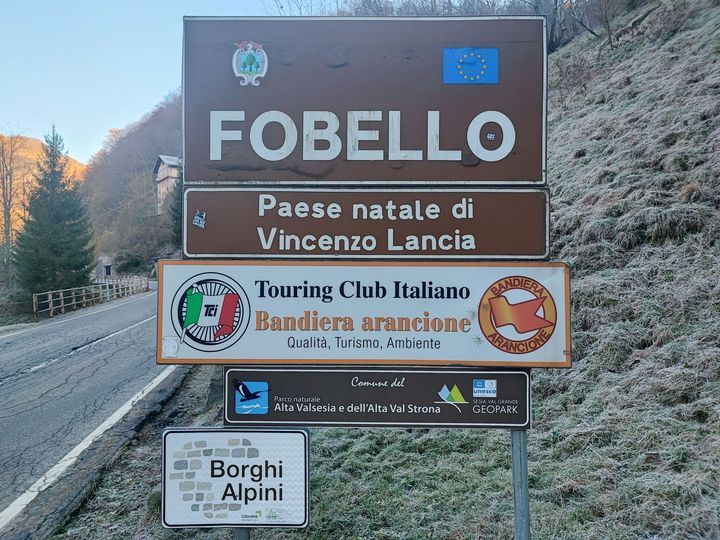 FOBELLO
Paese natale di
Vincenzo Lancia
TCi
Touring Club Italiano
Bandiera arancione
Qualità, Turismo, Ambiente
BANDIERA
ARANCIONE
Comune del
Parco naturale
Alta Valsesia e dell'Alta Val Strona
unesco
SESIA VAL GRANDE
GEOPARK
Borghi
Alpini